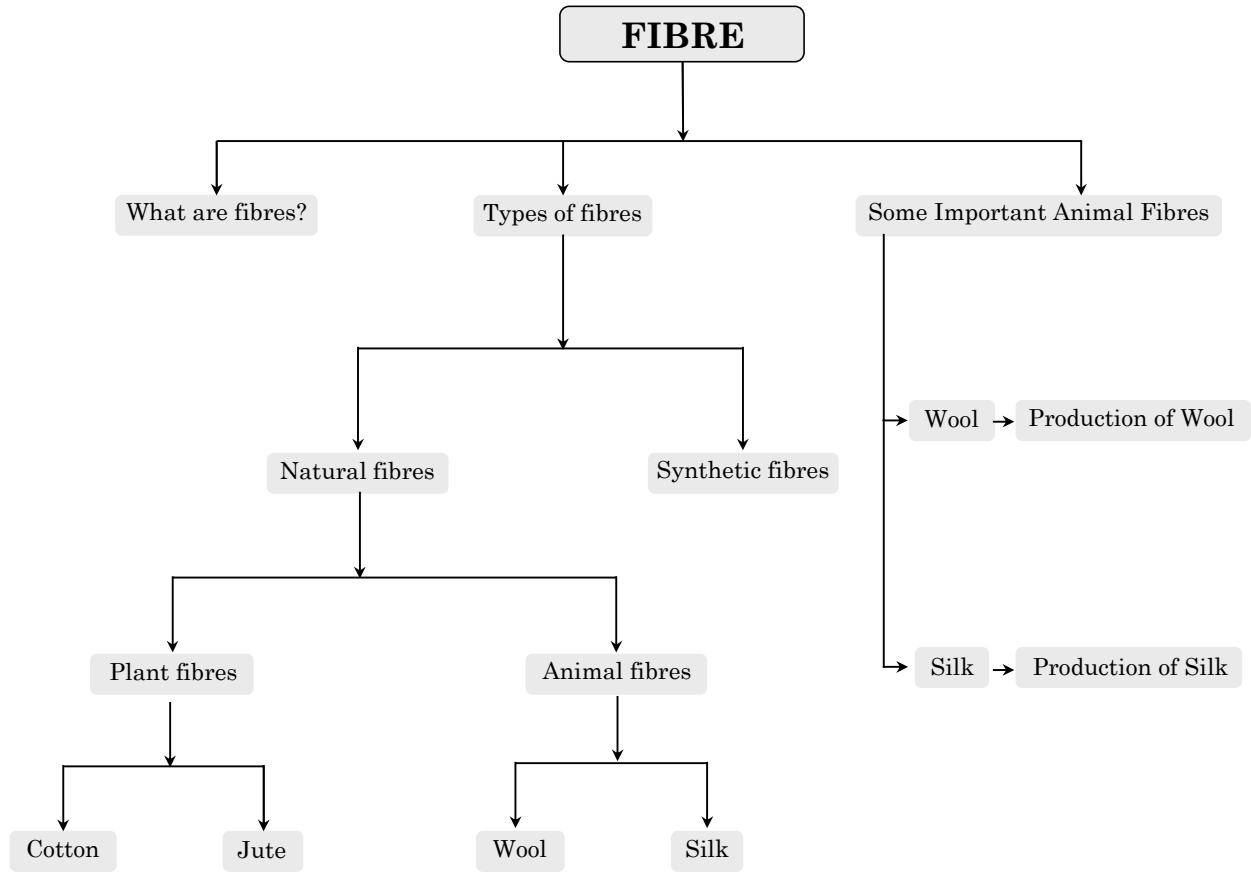 FIBRE
What are fibres?
Types of fibres
Some Important Animal Fibres
Wool
Production of Wool
Natural fibres
Synthetic fibres
Plant fibres
Animal fibres
Silk
Production of Silk
Cotton
Jute
Wool
Silk